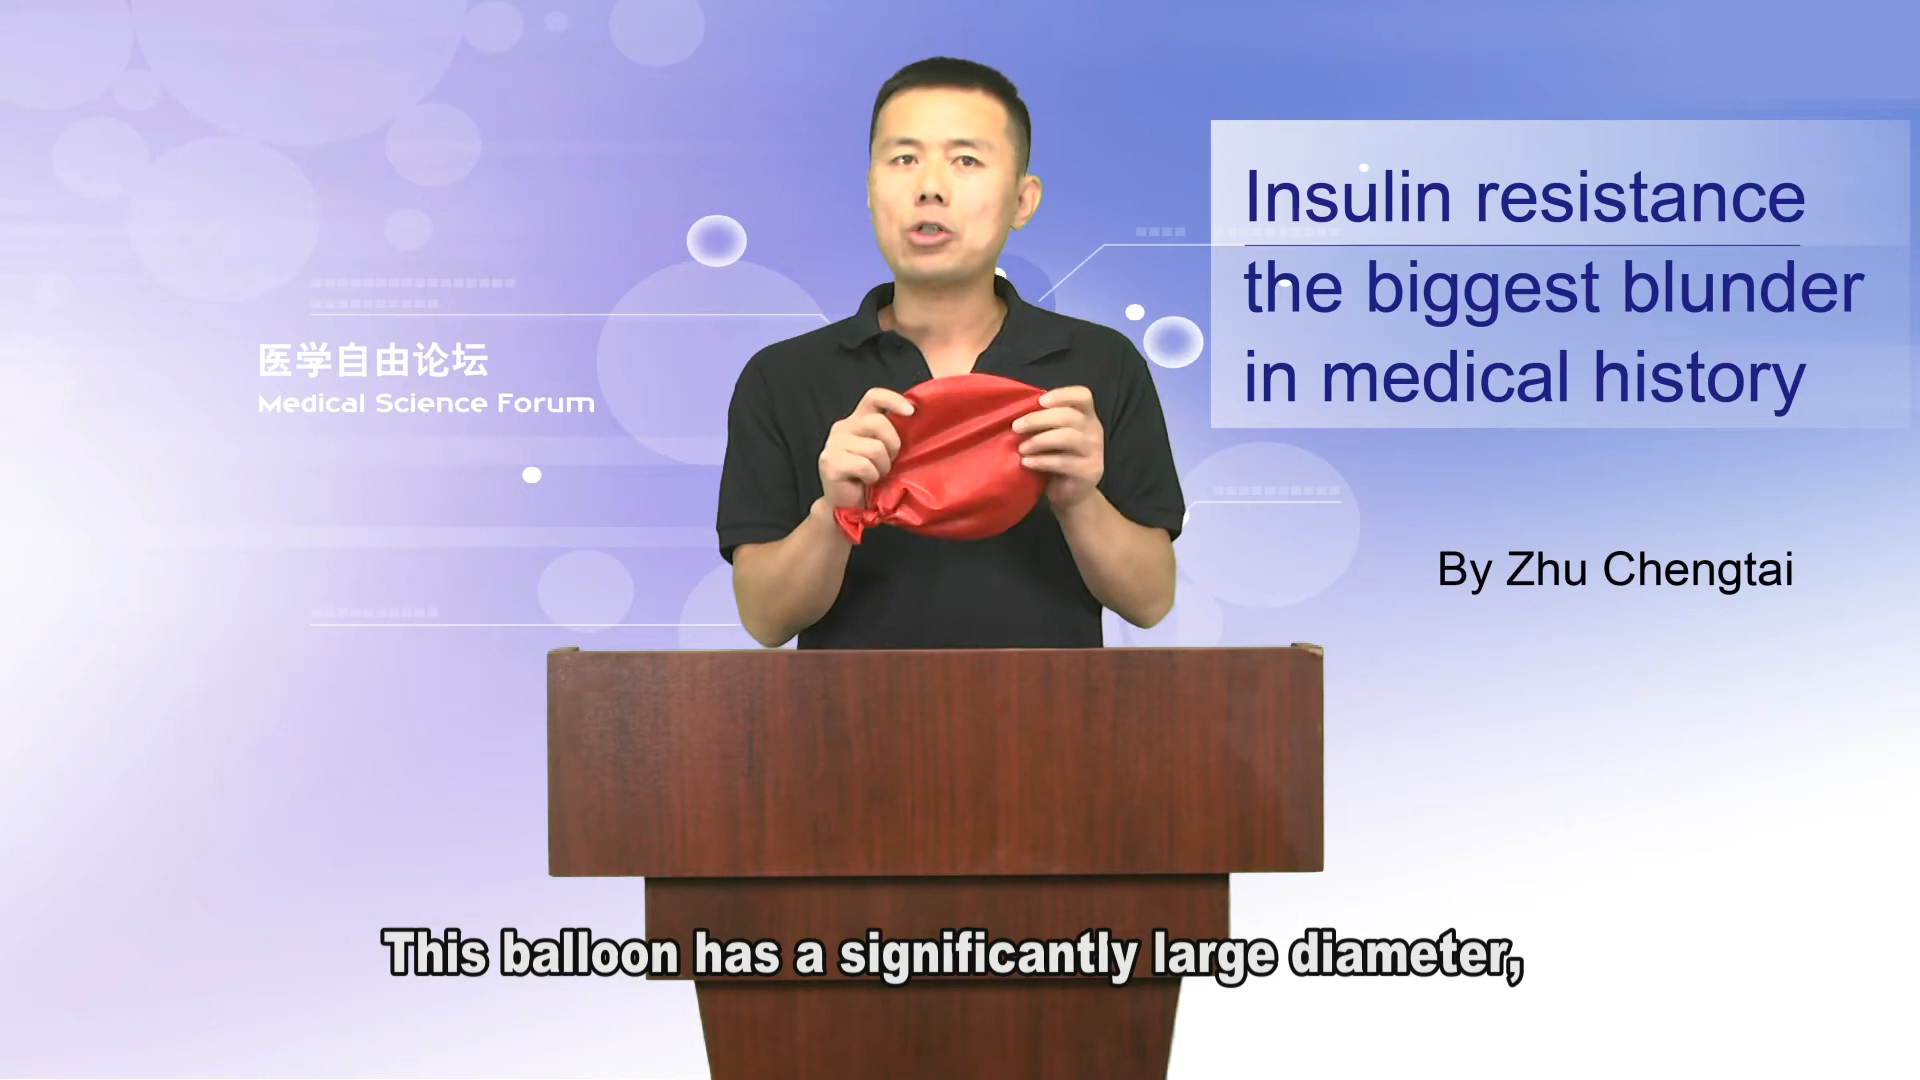 医学自由论坛
Medical Science Forum
Insulin resistance
the biggest blunder
in medical history
By Zhu Chengtai
This balloon has a significantly large diameter,